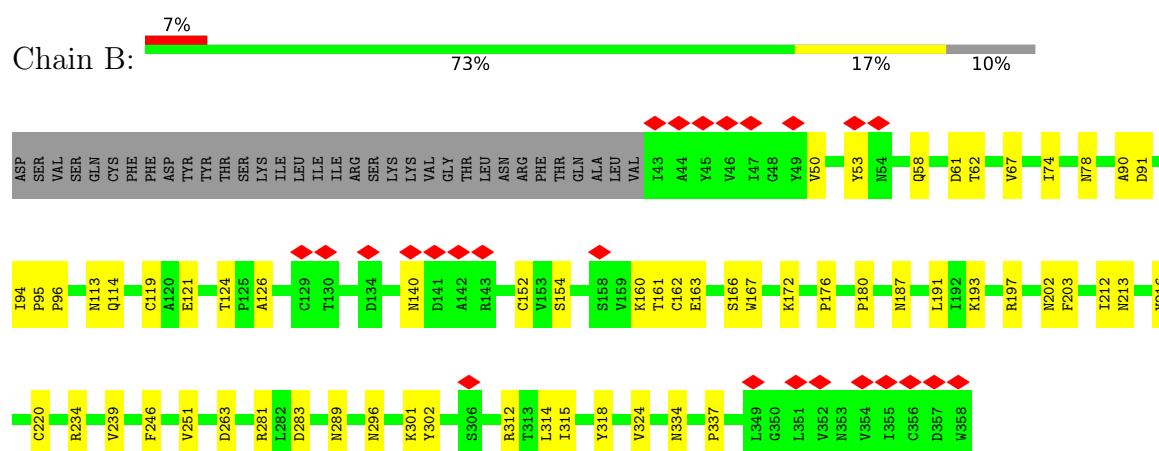 7%
Chain B:
73% 17% 10%
ASP SER VAL SER GLN CYS PHE PHE ASP TYR TYR THR SER LYS ILE LEU ILE ILE ARG SER LYS LYS VAL GLY THR LEU ASN ARG PHE THR GLN ALA LEU VAL I43 A44 Y45 V46 I47 G48 Y49 V50 Y53 N54 Q58 D61 T62 V67 I74 N78 A90 D91
I94 P95 P96 N113 Q114 C119 A120 E121 T124 P125 A126 C129 T130 D134 N140 D141 A142 R143 C152 V153 S154 S158 V159 K160 T161 C162 E163 S166 W167 K172 P176 P180 N187 L191 I192 K193 R197 N202 F203 I212 N213
C220 R234 V239 F246 V251 D263 R281 L282 D283 N289 N296 K301 Y302 S306 R312 T313 L314 I315 Y318 V324 N334 P337 L349 G350 L351 V352 N353 V354 I355 C356 D357 W358